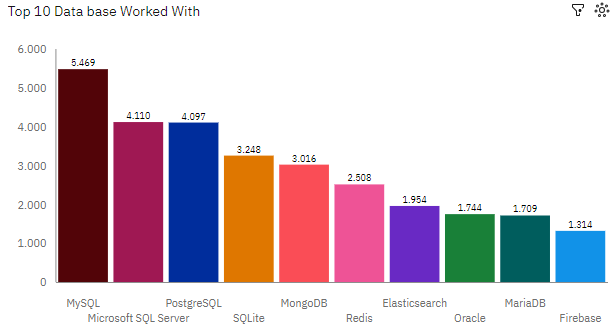 Top 10 Data base Worked With
6.000
5.000
4.000
3.000
2.000
1.000
0
5.469
4.110
4.097
3.248
3.016
2.508
1.954
1.744
1.709
1.314
MySQL
Microsoft SQL Server
PostgreSQL
SQLite
MongoDB
Redis
Elasticsearch
Oracle
MariaDB
Firebase